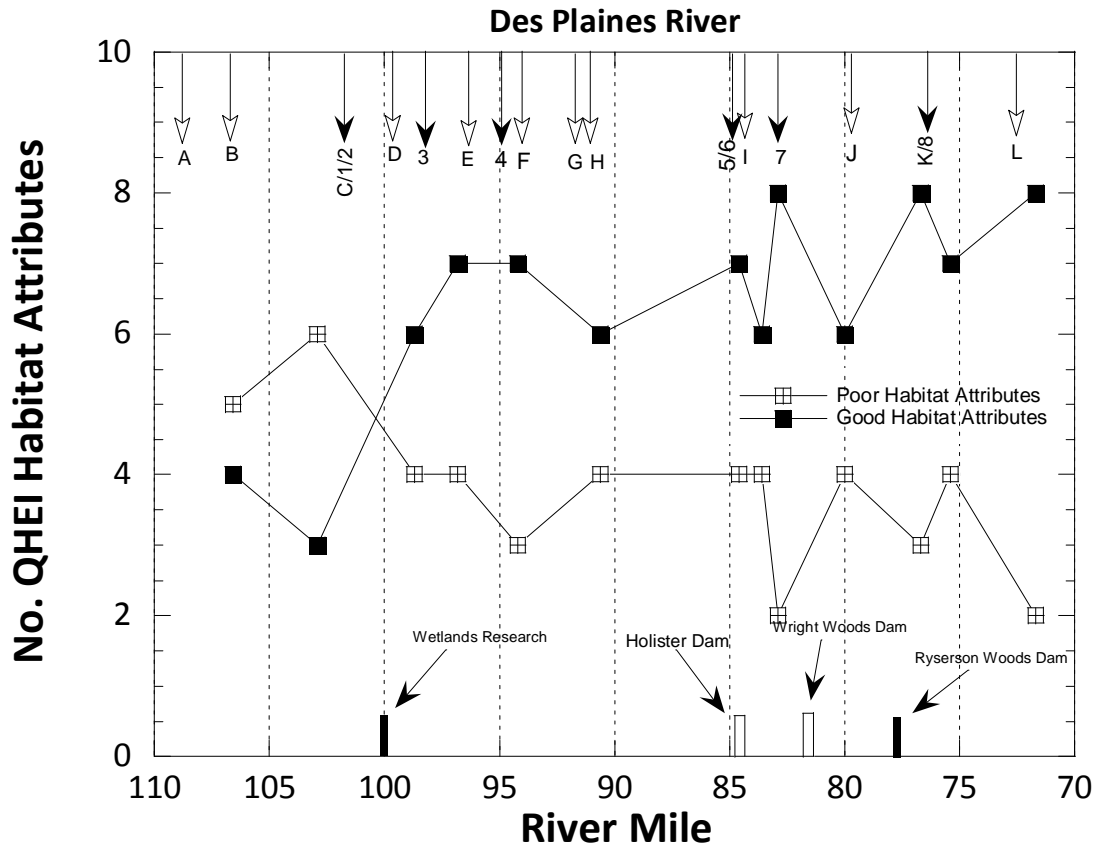 Des Plaines River
No. QHEI Habitat Attributes
10
8
6
4
2
0
A
B
C/1/2
D
3
E
4
F
G
H
5/6
I
7
J
K/8
L
Poor Habitat Attributes
Good Habitat Attributes
Wetlands Research
Holister Dam
Wright Woods Dam
Ryserson Woods Dam
110 100 95 90 85 80 75 70
River Mile